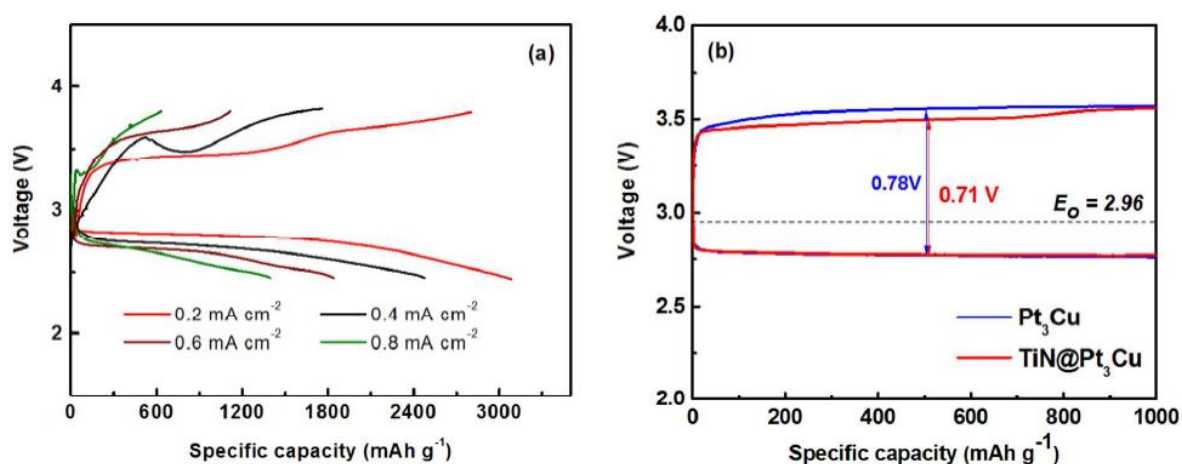 (a)
Voltage (V)
4
3
2
0.2 mA cm⁻²
0.4 mA cm⁻²
0.6 mA cm⁻²
0.8 mA cm⁻²
0 600 1200 1800 2400 3000
Specific capacity (mAh g⁻¹)
(b)
Voltage (V)
4.0
3.5
3.0
2.5
2.0
0.78V
0.71 V
E_O = 2.96
Pt₃Cu
TiN@Pt₃Cu
0 200 400 600 800 1000
Specific capacity (mAh g⁻¹)